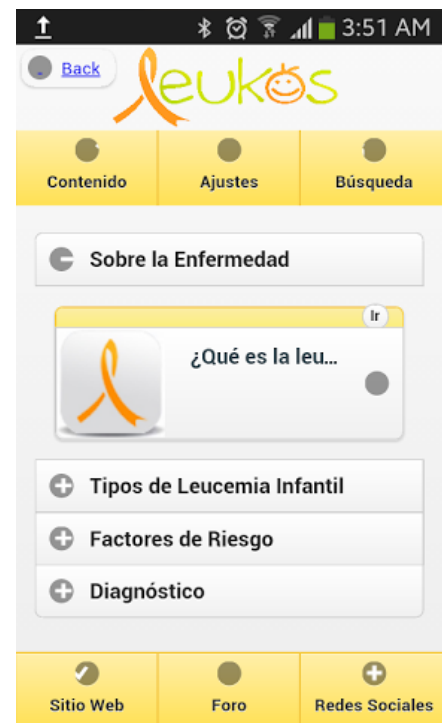 3:51 AM
Back
leukos
Contenido Ajustes Búsqueda
Sobre la Enfermedad
Ir
¿Qué es la leu...
Tipos de Leucemia Infantil
Factores de Riesgo
Diagnóstico
Sitio Web Foro Redes Sociales